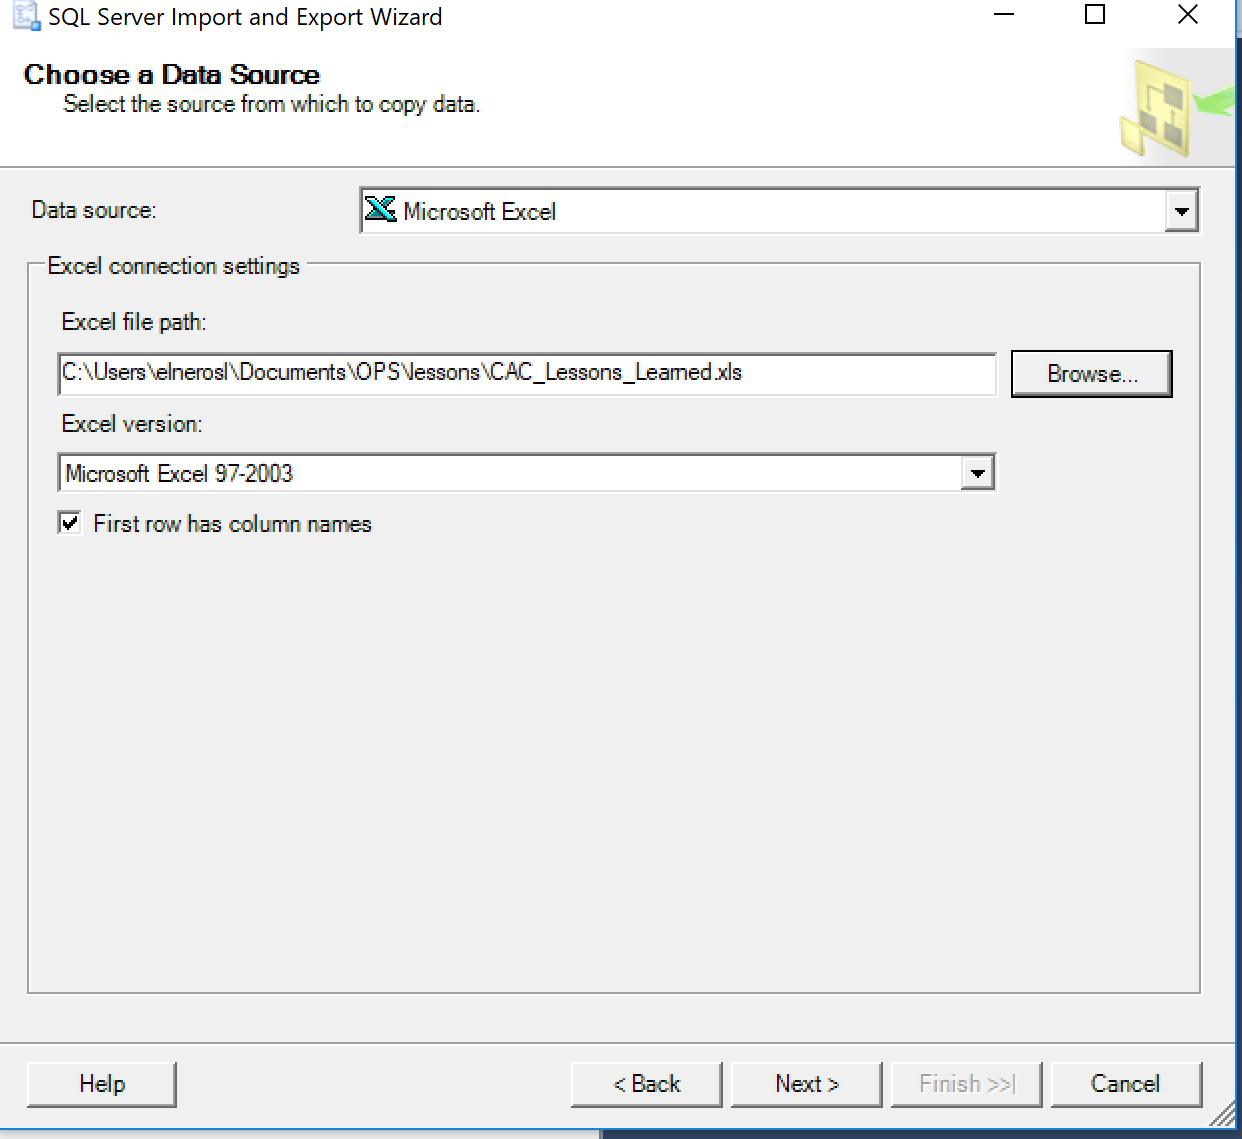 SQL Server Import and Export Wizard
Choose a Data Source
Select the source from which to copy data.
Data source:
Microsoft Excel
Excel connection settings
Excel file path:
C:\Users\elnerosl\Documents\OPS\lessons\CAC_Lessons_Learned.xls
Browse...
Excel version:
Microsoft Excel 97-2003
First row has column names
Help
< Back
Next >
Finish >>|
Cancel